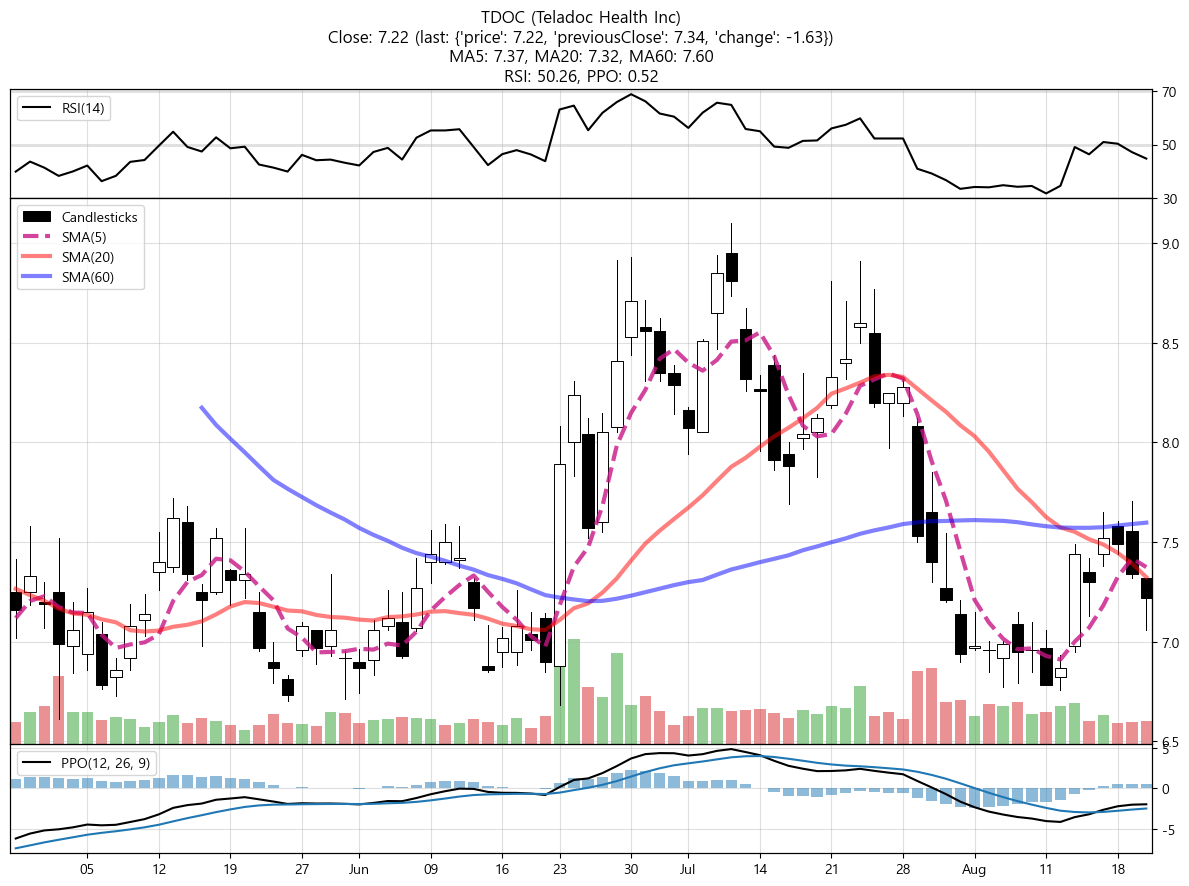 TDOC (Teladoc Health Inc)
Close: 7.22 (last: {'price': 7.22, 'previousClose': 7.34, 'change': -1.63})
MA5: 7.37, MA20: 7.32, MA60: 7.60
RSI: 50.26, PPO: 0.52
RSI(14)
70
50
30
Candlesticks
SMA(5)
SMA(20)
SMA(60)
9.0
8.5
8.0
7.5
7.0
6.5
PPO(12, 26, 9)
5
0
-5
05 12 19 27 Jun 09 16 23 30 Jul 14 21 28 Aug 11 18